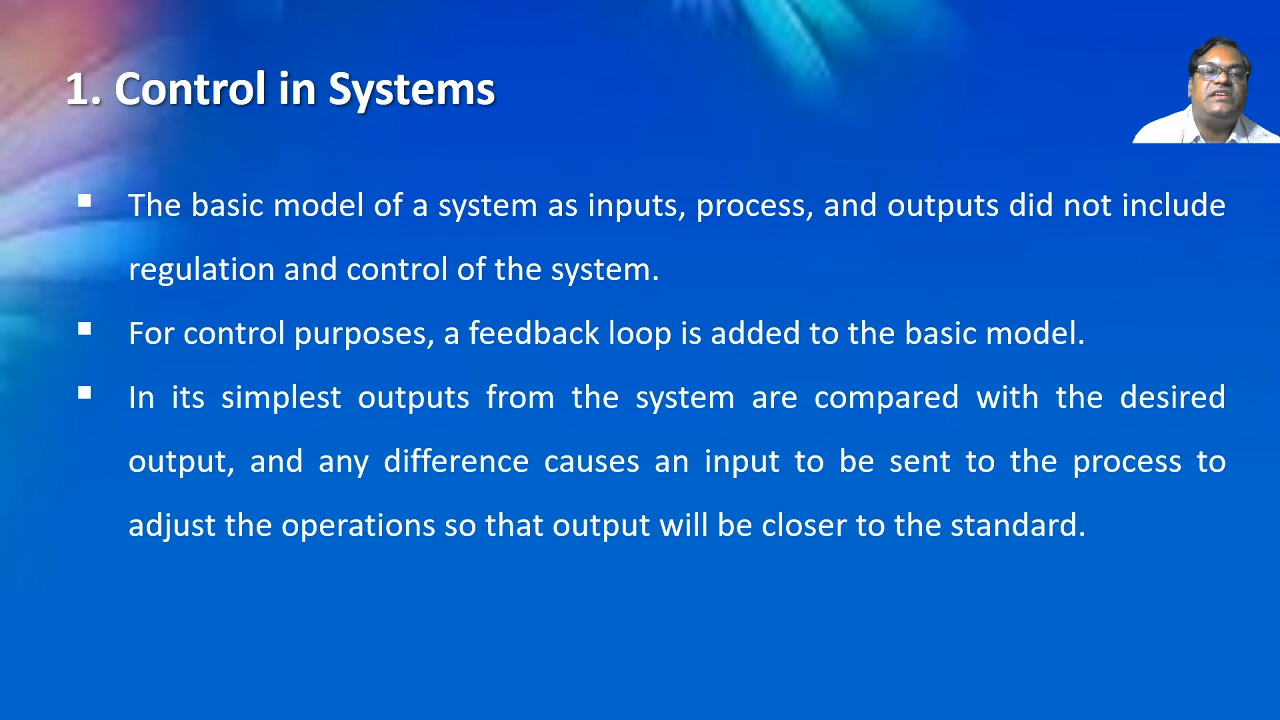 1. Control in Systems
▪ The basic model of a system as inputs, process, and outputs did not include
regulation and control of the system.
▪ For control purposes, a feedback loop is added to the basic model.
▪ In its simplest outputs from the system are compared with the desired
output, and any difference causes an input to be sent to the process to
adjust the operations so that output will be closer to the standard.